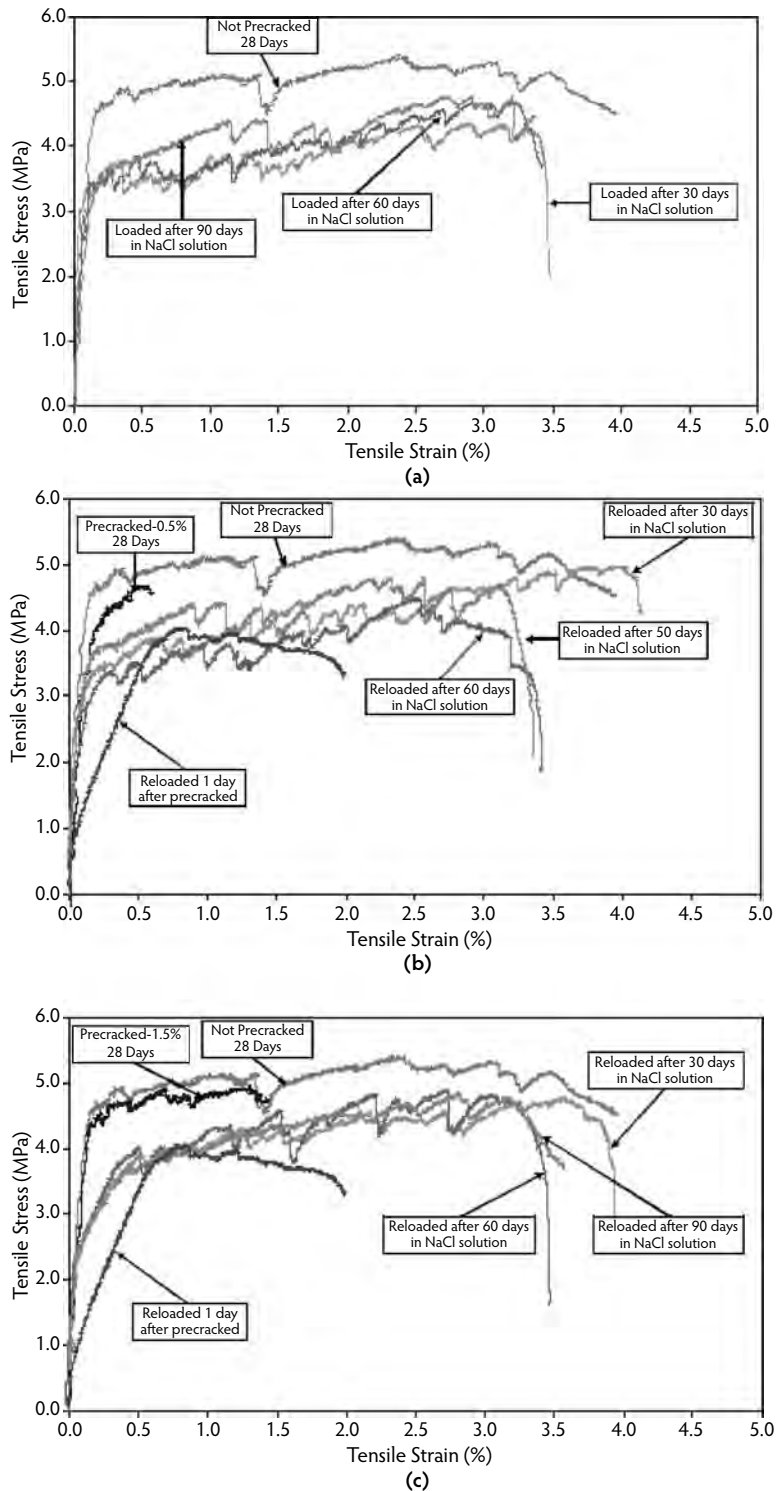 6.0
Not Precracked
28 Days
5.0
4.0
Tensile Stress (MPa)
Loaded after 60 days
in NaCl solution
Loaded after 30 days
in NaCl solution
3.0
Loaded after 90 days
in NaCl solution
2.0
1.0
0.0
0.0 0.5 1.0 1.5 2.0 2.5 3.0 3.5 4.0 4.5 5.0
Tensile Strain (%)
(a)
6.0
Precracked-0.5%
28 Days
Not Precracked
28 Days
Reloaded after 30 days
in NaCl solution
5.0
4.0
Tensile Stress (MPa)
Reloaded after 50 days
in NaCl solution
Reloaded after 60 days
in NaCl solution
3.0
2.0
Reloaded 1 day
after precracked
1.0
0.0
0.0 0.5 1.0 1.5 2.0 2.5 3.0 3.5 4.0 4.5 5.0
Tensile Strain (%)
(b)
6.0
Precracked-1.5%
28 Days
Not Precracked
28 Days
Reloaded after 30 days
in NaCl solution
5.0
4.0
Tensile Stress (MPa)
3.0
Reloaded after 60 days
in NaCl solution
Reloaded after 90 days
in NaCl solution
2.0
Reloaded 1 day
after precracked
1.0
0.0
0.0 0.5 1.0 1.5 2.0 2.5 3.0 3.5 4.0 4.5 5.0
Tensile Strain (%)
(c)